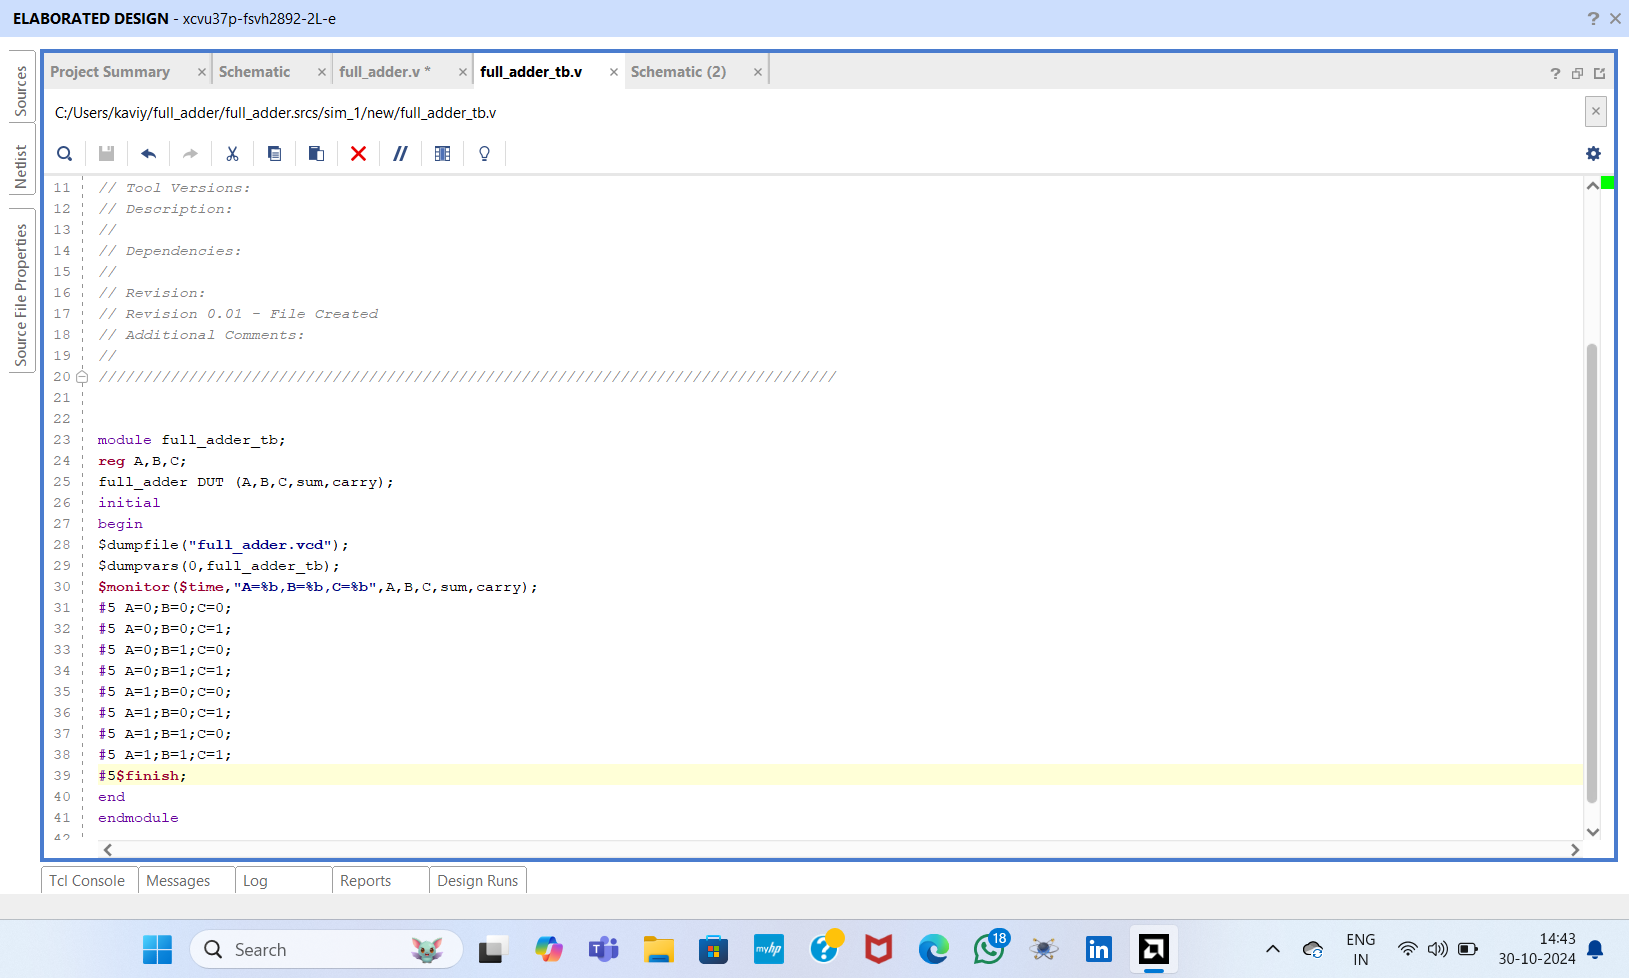 ELABORATED DESIGN - xcvu37p-fsvh2892-2L-e
Sources
Netlist
Source File Properties
Project Summary
Schematic
full_adder.v *
full_adder_tb.v
Schematic (2)
C:/Users/kaviy/full_adder/full_adder.srcs/sim_1/new/full_adder_tb.v
11 // Tool Versions:
12 // Description:
13 //
14 // Dependencies:
15 //
16 // Revision:
17 // Revision 0.01 - File Created
18 // Additional Comments:
19 //
20 //////////////////////////////////////////////////////////////////////////////////
21
22
23 module full_adder_tb;
24 reg A,B,C;
25 full_adder DUT (A,B,C,sum,carry);
26 initial
27 begin
28 $dumpfile("full_adder.vcd");
29 $dumpvars(0,full_adder_tb);
30 $monitor($time,"A=%b,B=%b,C=%b",A,B,C,sum,carry);
31 #5 A=0;B=0;C=0;
32 #5 A=0;B=0;C=1;
33 #5 A=0;B=1;C=0;
34 #5 A=0;B=1;C=1;
35 #5 A=1;B=0;C=0;
36 #5 A=1;B=0;C=1;
37 #5 A=1;B=1;C=0;
38 #5 A=1;B=1;C=1;
39 #5$finish;
40 end
41 endmodule
42
Tcl Console
Messages
Log
Reports
Design Runs
Search
myhp
18
in
ENG
IN
14:43
30-10-2024